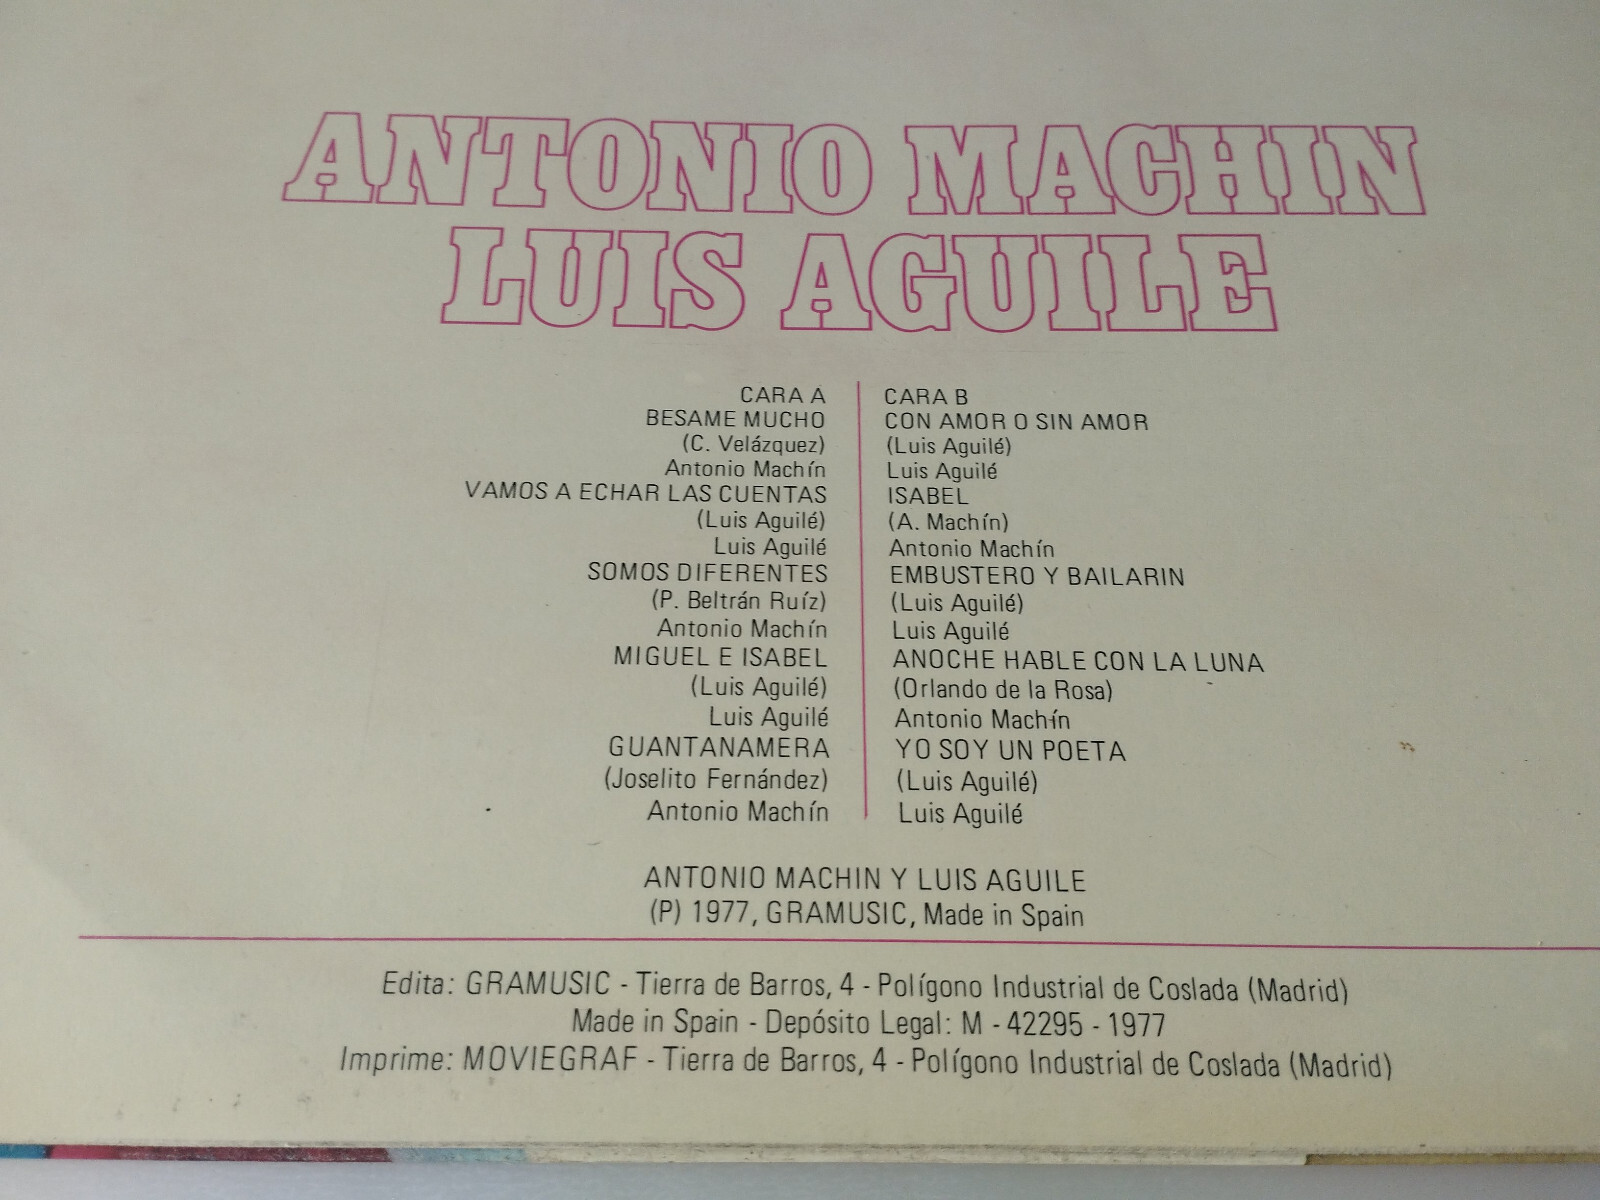 ANTONIO MACHIN
LUIS AGUILE
CARA A
BESAME MUCHO
(C. Velázquez)
Antonio Machín
VAMOS A ECHAR LAS CUENTAS
(Luis Aguilé)
Luis Aguilé
SOMOS DIFERENTES
(P. Beltrán Ruíz)
Antonio Machín
MIGUEL E ISABEL
(Luis Aguilé)
Luis Aguilé
GUANTANAMERA
(Joselito Fernández)
Antonio Machín
CARA B
CON AMOR O SIN AMOR
(Luis Aguilé)
Luis Aguilé
ISABEL
(A. Machín)
Antonio Machín
EMBUSTERO Y BAILARIN
(Luis Aguilé)
Luis Aguilé
ANOCHE HABLE CON LA LUNA
(Orlando de la Rosa)
Antonio Machín
YO SOY UN POETA
(Luis Aguilé)
Luis Aguilé
ANTONIO MACHIN Y LUIS AGUILE
(P) 1977, GRAMUSIC, Made in Spain
Edita: GRAMUSIC - Tierra de Barros, 4 - Polígono Industrial de Coslada (Madrid)
Made in Spain - Depósito Legal: M - 42295 - 1977
Imprime: MOVIEGRAF - Tierra de Barros, 4 - Polígono Industrial de Coslada (Madrid)